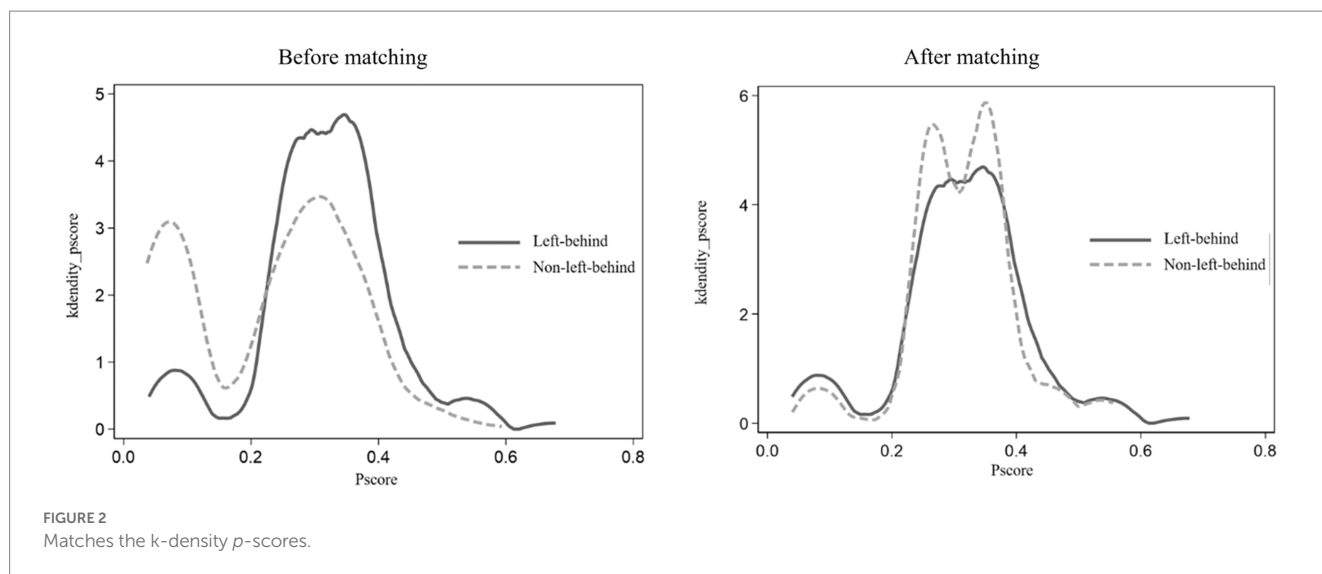 Before matching
5
4
3
2
1
0
kdendity_pscore
Left-behind
Non-left-behind
0.0 0.2 0.4 0.6 0.8
Pscore
After matching
6
4
2
0
kdendity_pscore
Left-behind
Non-left-behind
0.0 0.2 0.4 0.6 0.8
Pscore
FIGURE 2
Matches the k-density p-scores.